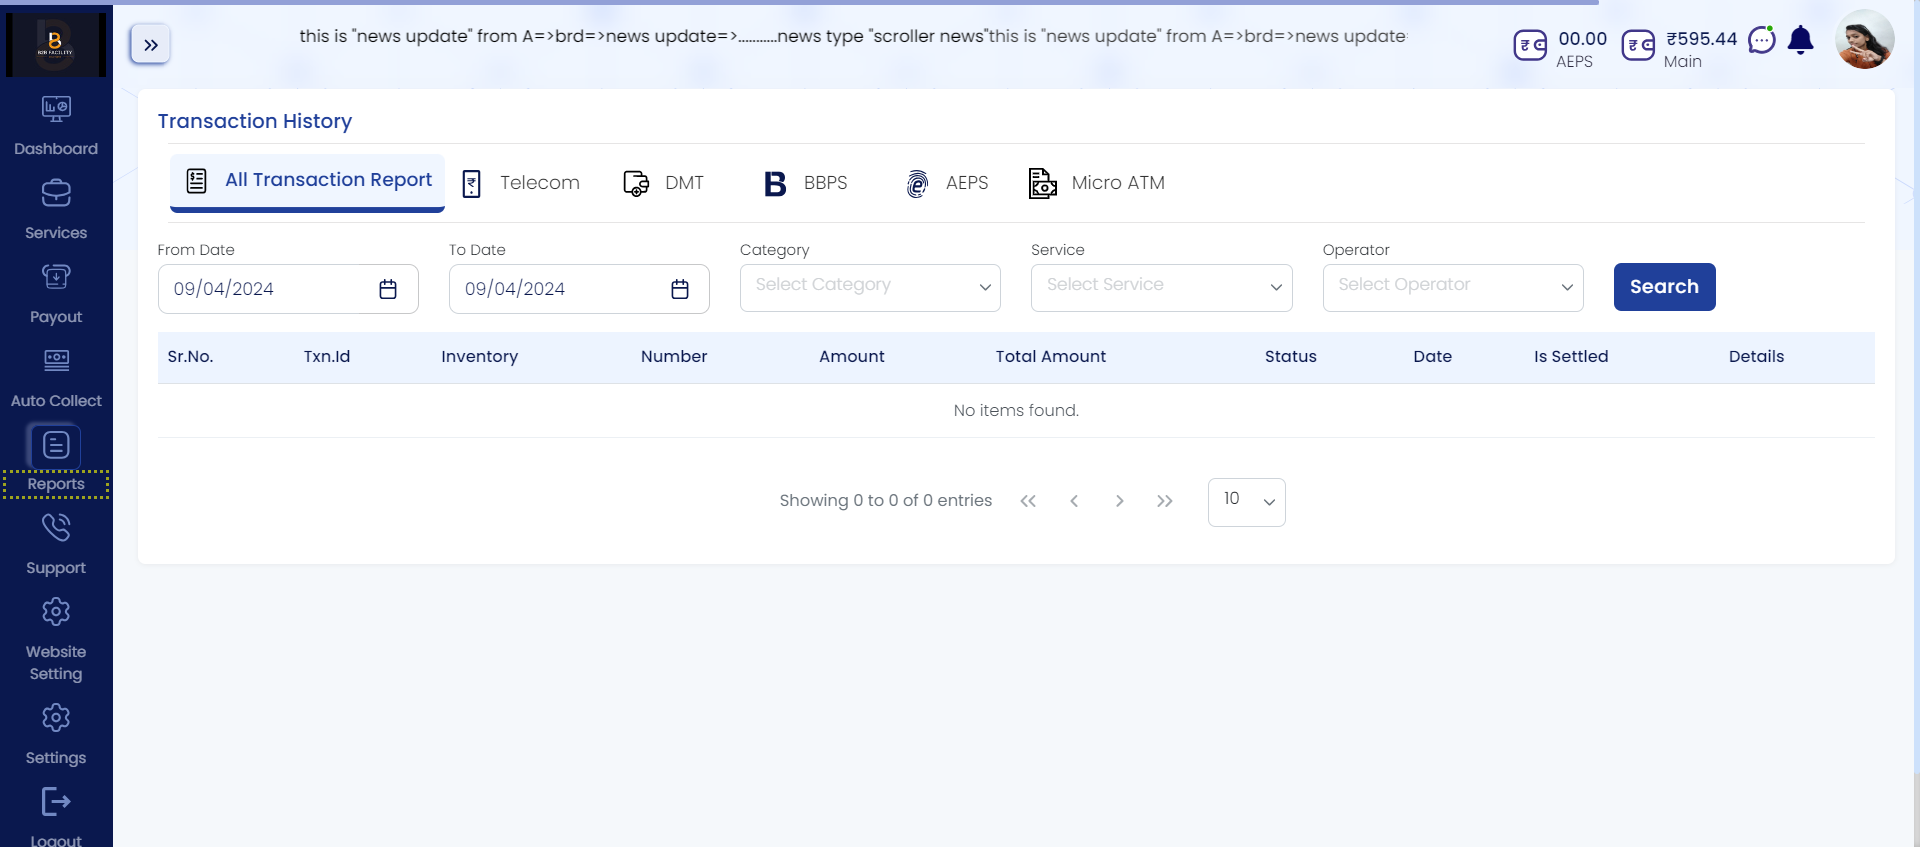 B2B FACILITY
this is "news update" from A=>brd=>news update=>...........news type "scroller news"this is "news update" from A=>brd=>news update
00.00
AEPS
₹595.44
Main
Dashboard
Services
Payout
Auto Collect
Reports
Support
Website
Setting
Settings
Logout
Transaction History
All Transaction Report
Telecom
DMT
BBPS
AEPS
Micro ATM
From Date
To Date
Category
Service
Operator
09/04/2024
09/04/2024
Select Category
Select Service
Select Operator
Search
Sr.No. Txn.Id Inventory Number Amount Total Amount Status Date Is Settled Details
No items found.
Showing 0 to 0 of 0 entries
10